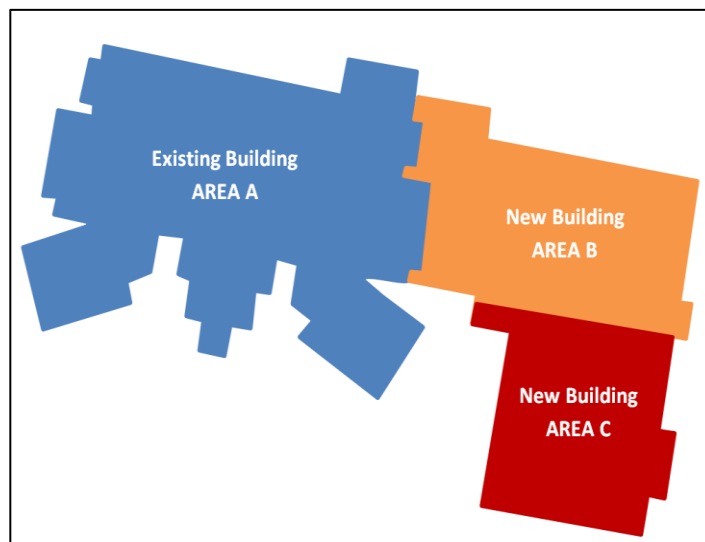 Existing Building
AREA A
New Building
AREA B
New Building
AREA C